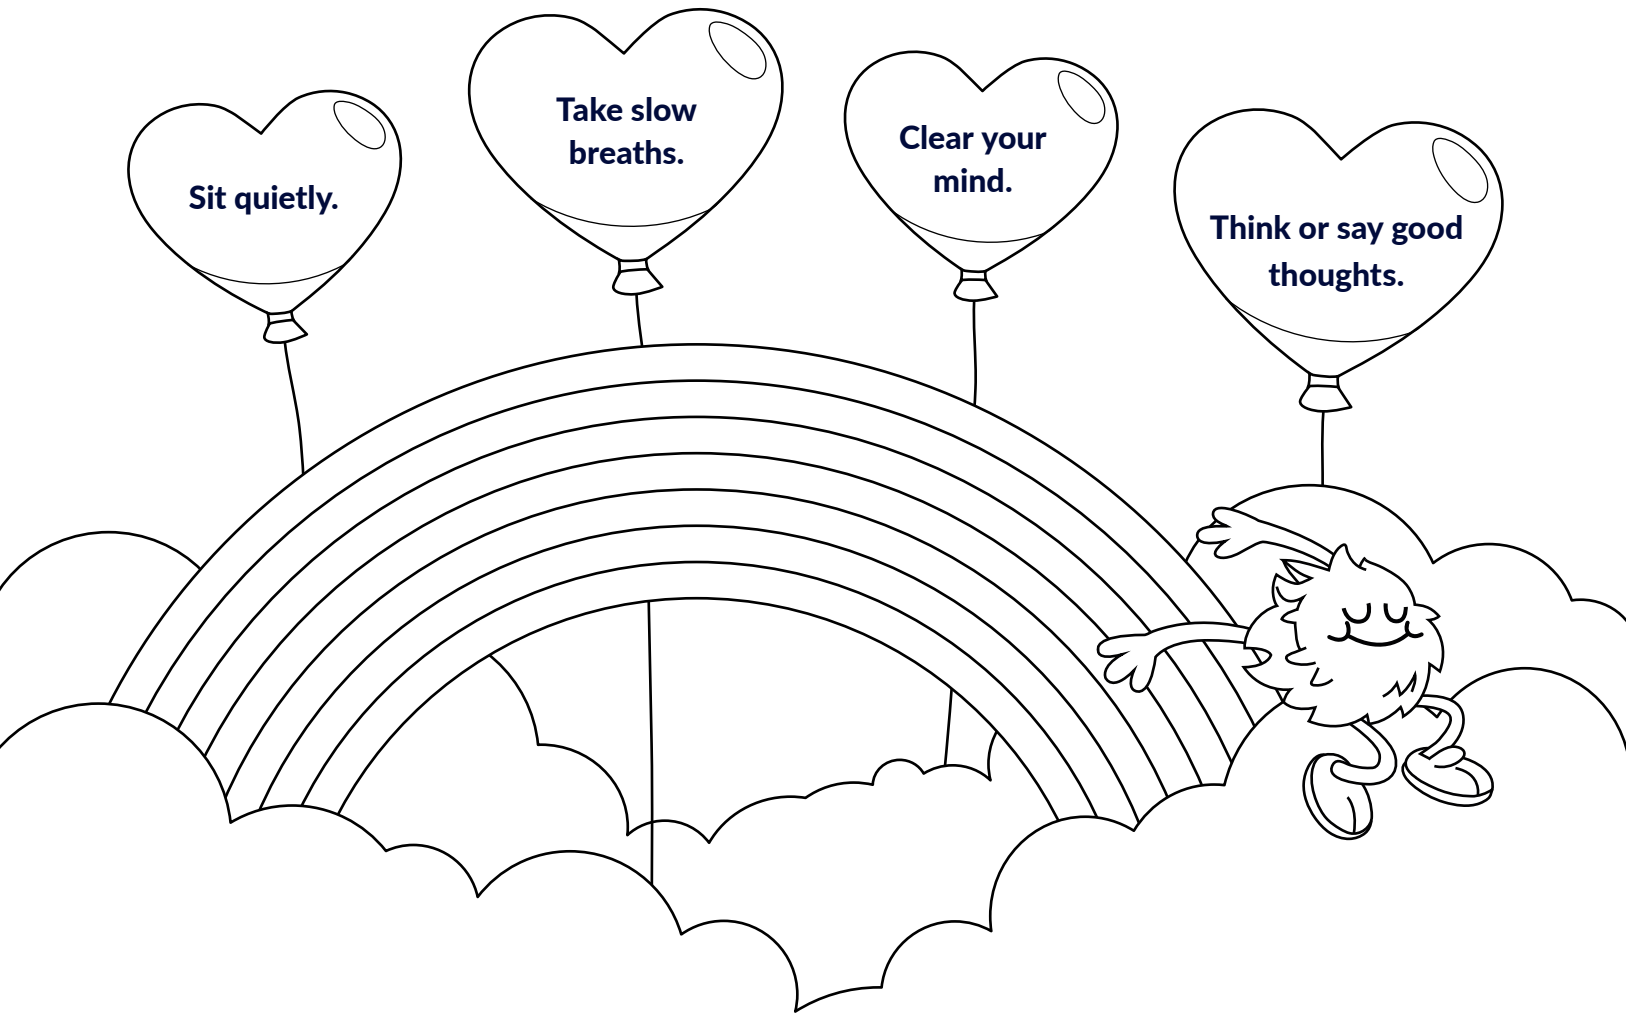 Sit quietly.
Take slow
breaths.
Clear your
mind.
Think or say good
thoughts.